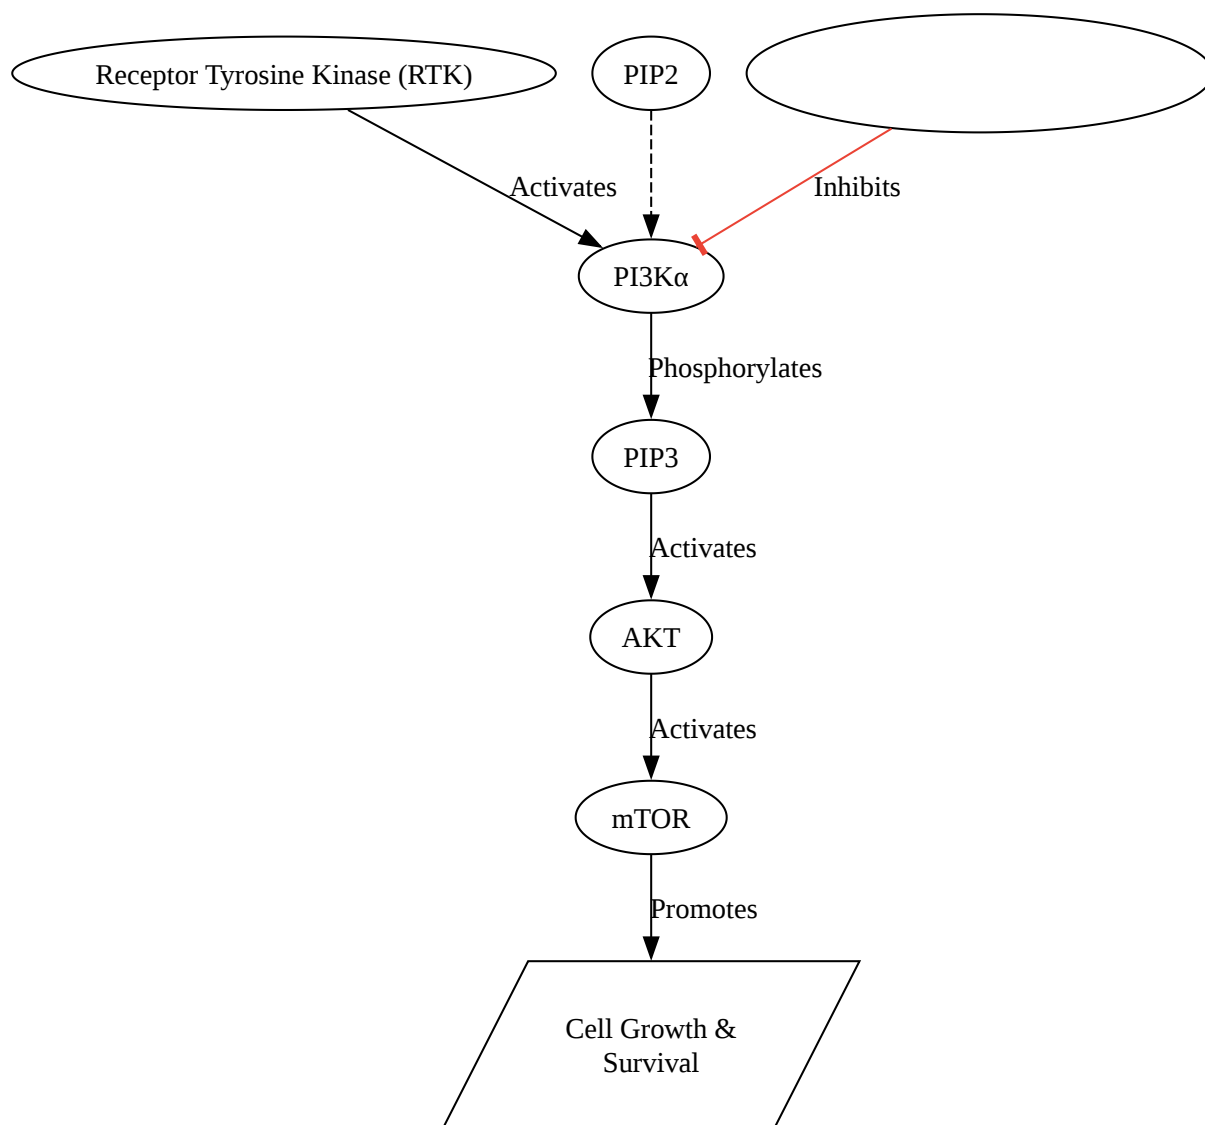 Receptor Tyrosine Kinase (RTK)
PIP2
Activates
Inhibits
PI3Kα
Phosphorylates
PIP3
Activates
AKT
Activates
mTOR
Promotes
Cell Growth &
Survival